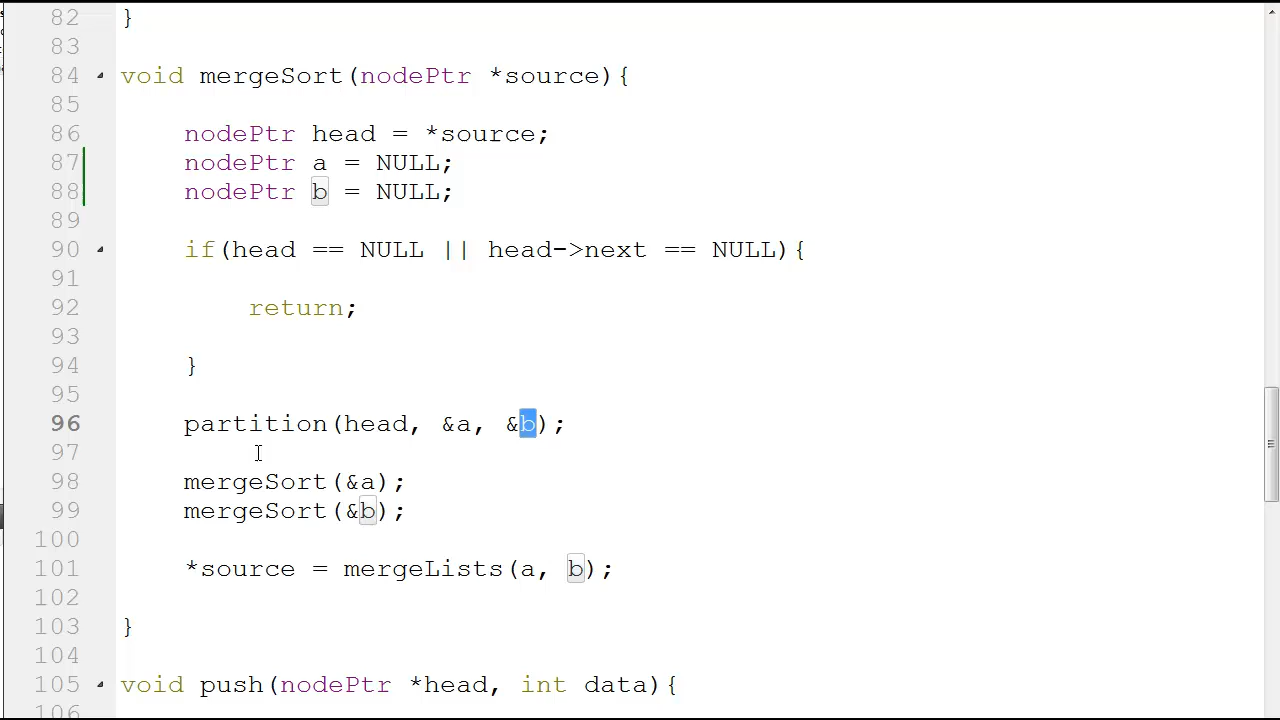 82 }
83
84 void mergeSort(nodePtr *source){
85
86 nodePtr head = *source;
87 nodePtr a = NULL;
88 nodePtr b = NULL;
89
90 if(head == NULL || head->next == NULL){
91
92 return;
93
94 }
95
96 partition(head, &a, &b);
97
98 mergeSort(&a);
99 mergeSort(&b);
100
101 *source = mergeLists(a, b);
102
103 }
104
105 void push(nodePtr *head, int data){
106